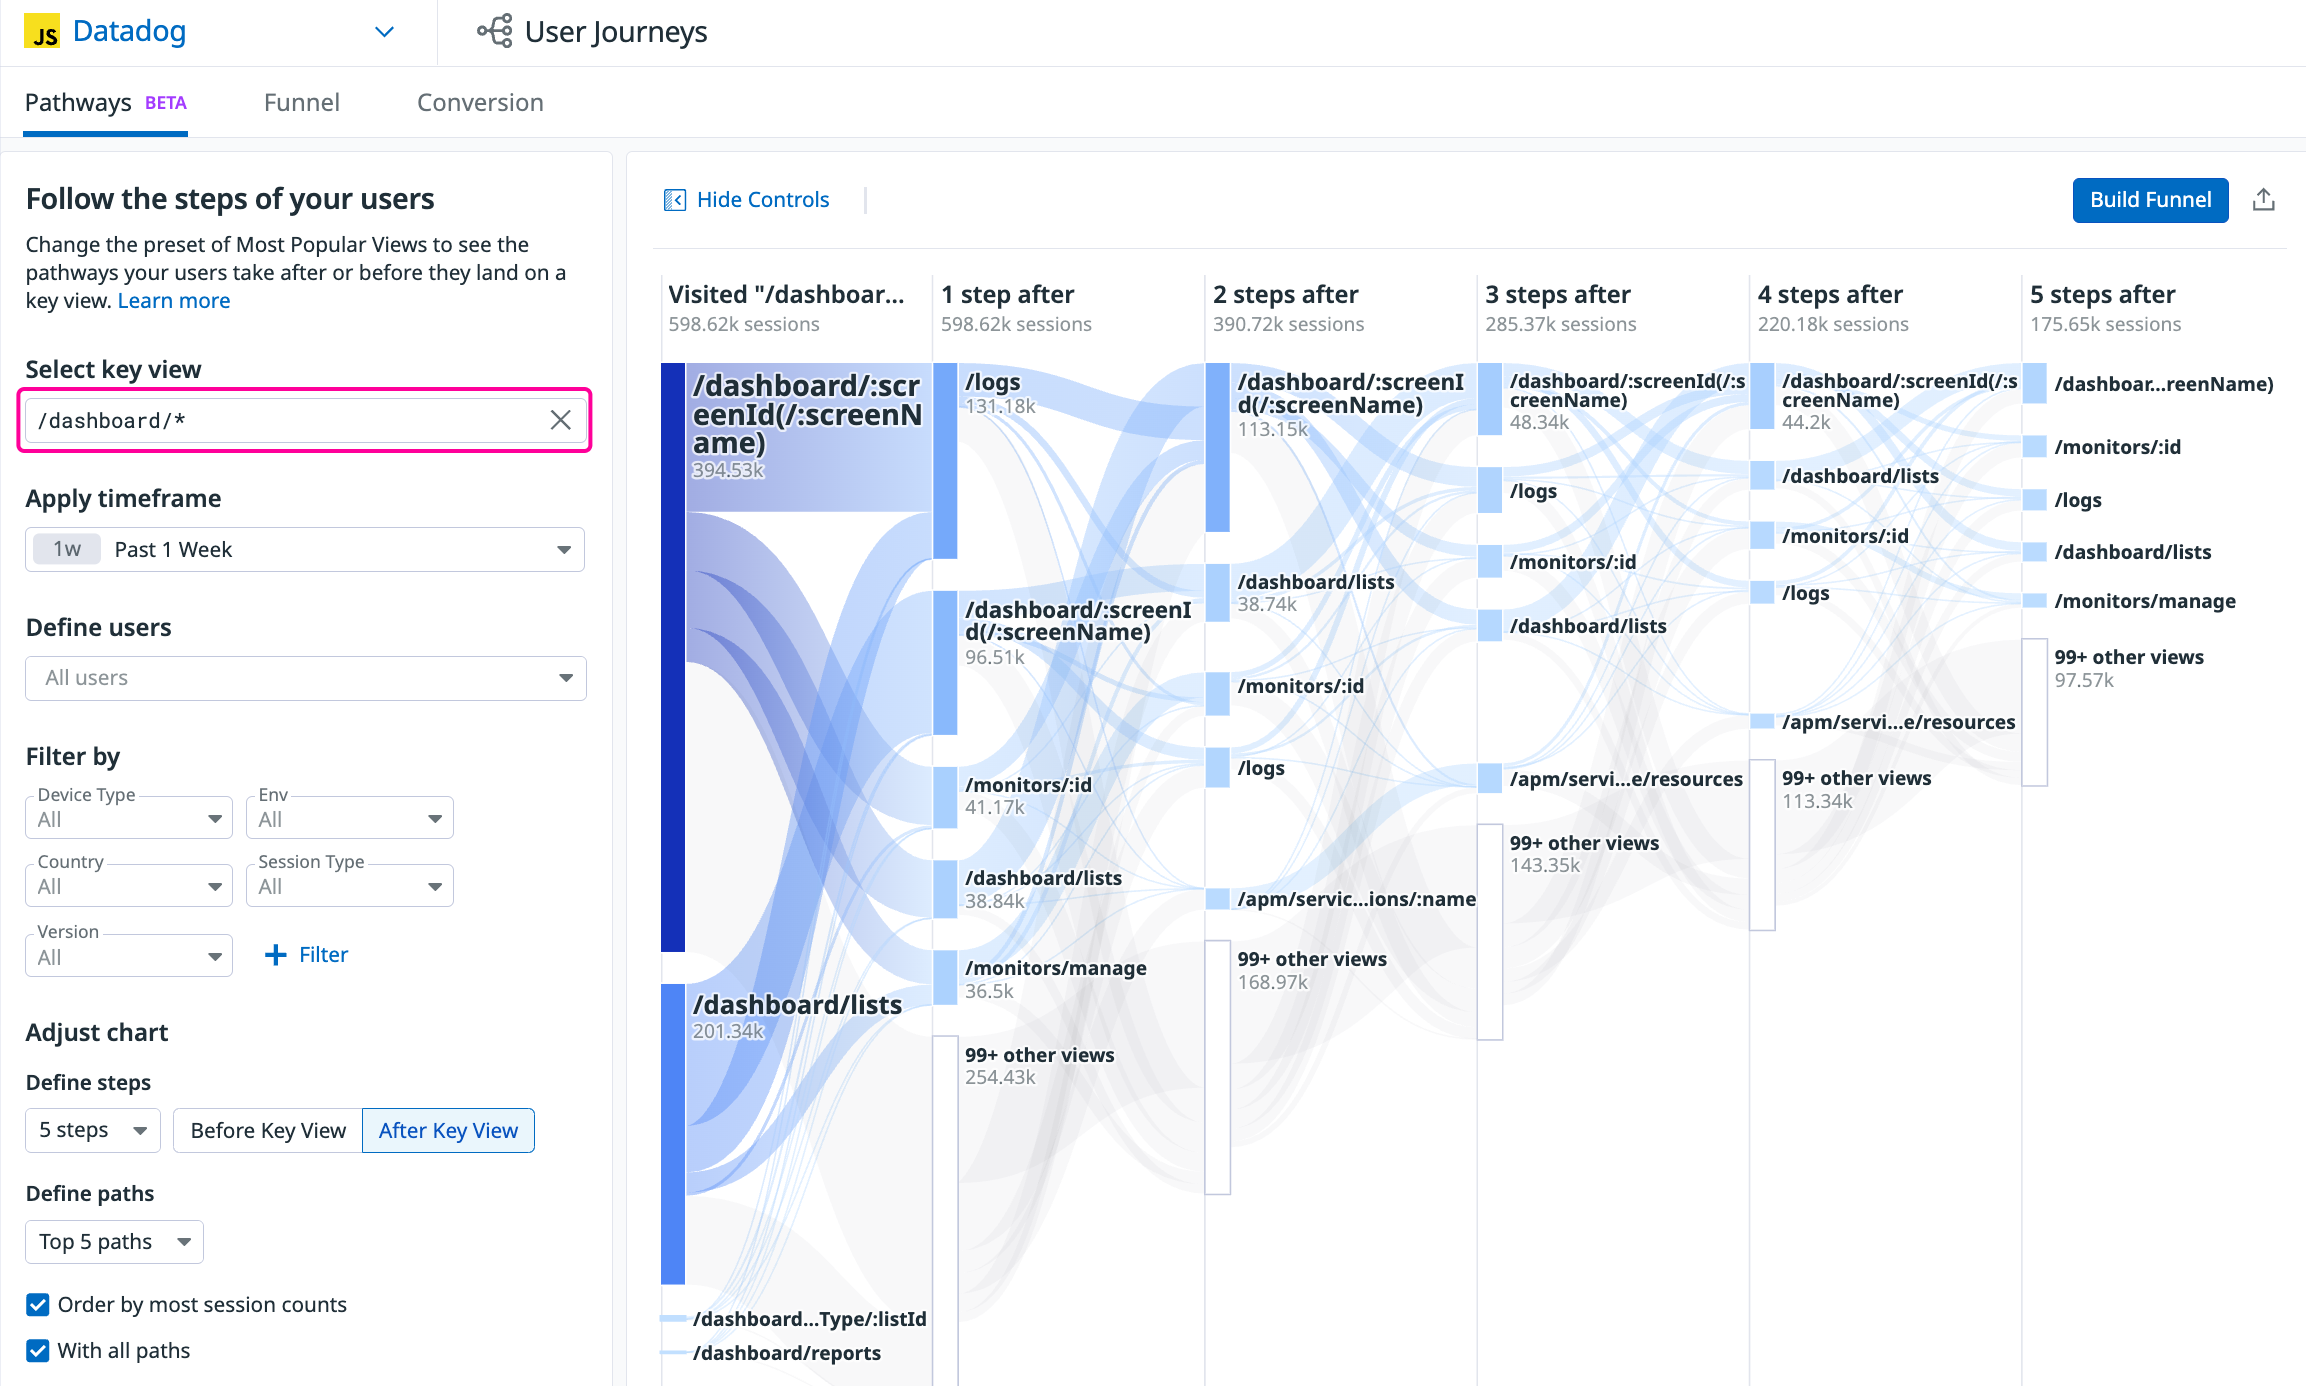 JS Datadog
User Journeys
Pathways BETA
Funnel
Conversion
Follow the steps of your users
Change the preset of Most Popular Views to see the
pathways your users take after or before they land on a
key view. Learn more
Select key view
/dashboard/*
Apply timeframe
1w Past 1 Week
Define users
All users
Filter by
Device Type
All
Env
All
Country
All
Session Type
All
Version
All
Filter
Adjust chart
Define steps
5 steps
Before Key View
After Key View
Define paths
Top 5 paths
Order by most session counts
With all paths
Hide Controls
Build Funnel
Visited "/dashboar...
598.62k sessions
/dashboard/:scr
eenId(/:screenN
ame)
394.53k
/dashboard/lists
201.34k
/dashboard...Type/:listId
/dashboard/reports
1 step after
598.62k sessions
/logs
131.18k
/dashboard/:screenI
d(/:screenName)
96.51k
/monitors/:id
41.17k
/dashboard/lists
38.84k
/monitors/manage
36.5k
99+ other views
254.43k
2 steps after
390.72k sessions
/dashboard/:screenI
d(/:screenName)
113.15k
/dashboard/lists
38.74k
/monitors/:id
/logs
/apm/servic...ions/:name
99+ other views
168.97k
3 steps after
285.37k sessions
/dashboard/:screenId(/:s
creenName)
48.34k
/logs
/monitors/:id
/dashboard/lists
/apm/servi...e/resources
99+ other views
143.35k
4 steps after
220.18k sessions
/dashboard/:screenId(/:s
creenName)
44.2k
/dashboard/lists
/monitors/:id
/logs
/apm/servi...e/resources
99+ other views
113.34k
5 steps after
175.65k sessions
/dashboar...reenName)
/monitors/:id
/logs
/dashboard/lists
/monitors/manage
99+ other views
97.57k